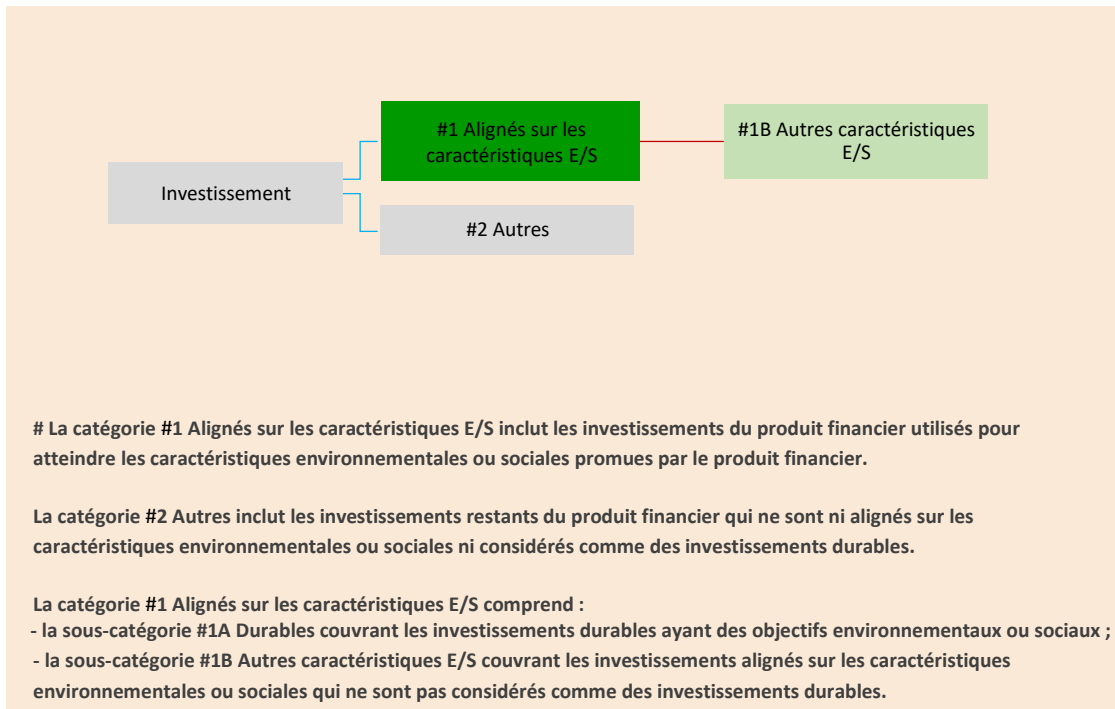 #1 Alignés sur les
caractéristiques E/S
#1B Autres caractéristiques
E/S
Investissement
#2 Autres
# La catégorie #1 Alignés sur les caractéristiques E/S inclut les investissements du produit financier utilisés pour
atteindre les caractéristiques environnementales ou sociales promues par le produit financier.
La catégorie #2 Autres inclut les investissements restants du produit financier qui ne sont ni alignés sur les
caractéristiques environnementales ou sociales ni considérés comme des investissements durables.
La catégorie #1 Alignés sur les caractéristiques E/S comprend :
- la sous-catégorie #1A Durables couvrant les investissements durables ayant des objectifs environnementaux ou sociaux ;
- la sous-catégorie #1B Autres caractéristiques E/S couvrant les investissements alignés sur les caractéristiques
environnementales ou sociales qui ne sont pas considérés comme des investissements durables.